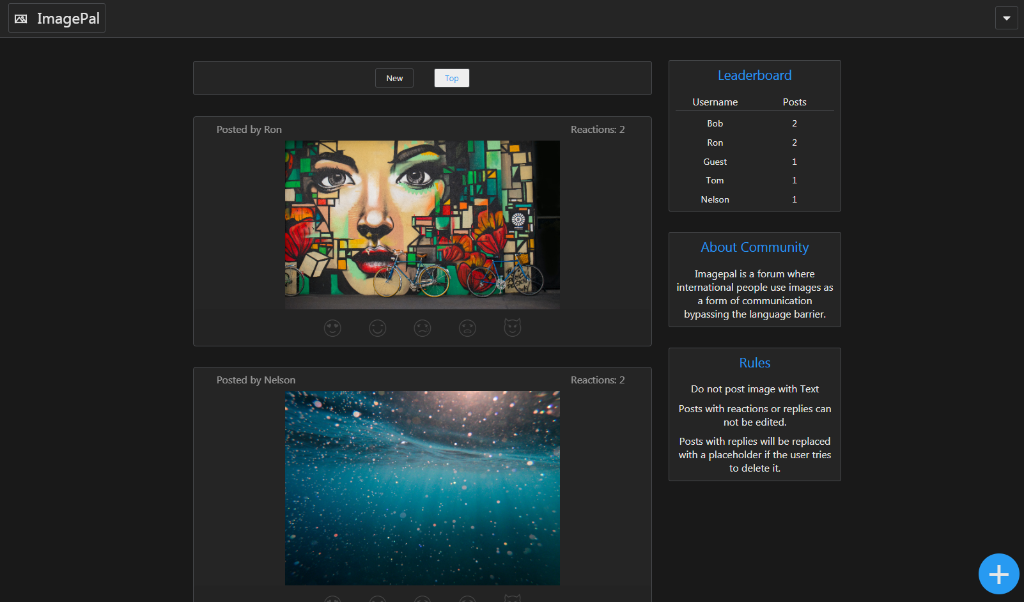 ImagePal
New
Top
Posted by Ron
Reactions: 2
Posted by Nelson
Reactions: 2
Leaderboard
Username Posts
Bob 2
Ron 2
Guest 1
Tom 1
Nelson 1
About Community
Imagepal is a forum where
international people use images as
a form of communication
bypassing the language barrier.
Rules
Do not post image with Text
Posts with reactions or replies can
not be edited.
Posts with replies will be replaced
with a placeholder if the user tries
to delete it.